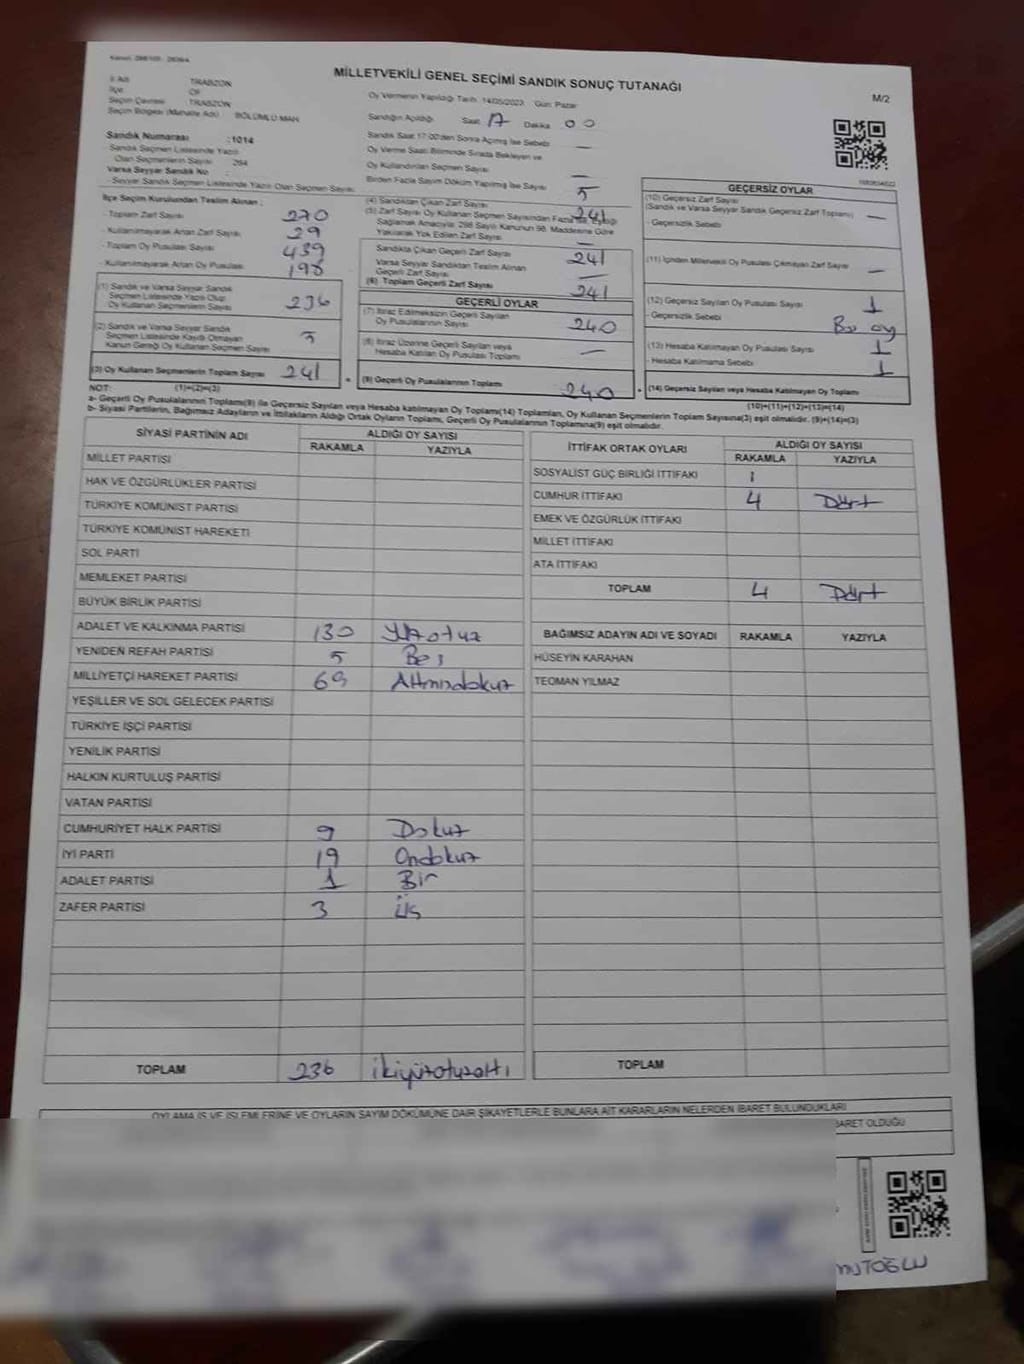 MİLLETVEKİLİ GENEL SEÇİMİ SANDIK SONUÇ TUTANAĞI
M/2
İl Adı TRABZON
İlçe OF
Seçim Çevresi TRABZON
Seçim Bölgesi (Mahalle Adı) BÖLÜMLÜ MAH
Sandık Numarası : 1014
Sandık Seçmen Listesinde Yazılı
Olan Seçmenlerin Sayısı 264
Varsa Seyyar Sandık No
Seyyar Sandık Seçmen Listesinde Yazılı Olan Seçmen Sayısı
Oy Vermenin Yapıldığı Tarih: 14/05/2023 Gün: Pazar
Sandığın Açıldığı Saat 17 Dakika 00
Sandık Saat 17:00'den Sonra Açılmış İse Sebebi —
Oy Verme Saati Bitiminde Sırada Bekleyen ve
Oy Kullandırılan Seçmen Sayısı —
Birden Fazla Sayım Döküm Yapılmış İse Sayısı 5
İlçe Seçim Kurulundan Teslim Alınan :
- Toplam Zarf Sayısı 270
- Kullanılmayarak Artan Zarf Sayısı 29
- Toplam Oy Pusulası Sayısı 439
- Kullanılmayarak Artan Oy Pusulası 198
(1) Sandık ve Varsa Seyyar Sandık
Seçmen Listesinde Yazılı Olup
Oy Kullanan Seçmenlerin Sayısı 236
(2) Sandık ve Varsa Seyyar Sandık
Seçmen Listesinde Kaydı Olmayan
Kanun Gereği Oy Kullanan Seçmen Sayısı 5
(3) Oy Kullanan Seçmenlerin Toplam Sayısı 241
(1)+(2)=(3)
(4) Sandıktan Çıkan Zarf Sayısı 241
(5) Zarf Sayısı Oy Kullanan Seçmen Sayısından Fazla İse, Eşitliği
Sağlamak Amacıyla; 298 Sayılı Kanunun 98. Maddesine Göre
Yakılarak Yok Edilen Zarf Sayısı —
Sandıkta Çıkan Geçerli Zarf Sayısı 241
Varsa Seyyar Sandıktan Teslim Alınan
Geçerli Zarf Sayısı —
(6) Toplam Geçerli Zarf Sayısı 241
GEÇERLİ OYLAR
(7) İtiraz Edilmeksizin Geçerli Sayılan
Oy Pusulalarının Sayısı 240
(8) İtiraz Üzerine Geçerli Sayılan veya
Hesaba Katılan Oy Pusulası Toplamı —
(9) Geçerli Oy Pusulalarının Toplamı 240
GEÇERSİZ OYLAR
(10) Geçersiz Zarf Sayısı
(Sandık ve Varsa Seyyar Sandık Geçersiz Zarf Toplamı) —
- Geçersizlik Sebebi
(11) İçinden Milletvekili Oy Pusulası Çıkmayan Zarf Sayısı —
(12) Geçersiz Sayılan Oy Pusulası Sayısı 1
- Geçersizlik Sebebi Boş oy
(13) Hesaba Katılmayan Oy Pusulası Sayısı 1
- Hesaba Katılmama Sebebi
1
(14) Geçersiz Sayılan veya Hesaba Katılmayan Oy Toplamı
(10)+(11)+(12)+(13)=(14)
NOT:
a- Geçerli Oy Pusulalarının Toplamı(9) ile Geçersiz Sayılan veya Hesaba katılmayan Oy Toplamı(14) Toplamları, Oy Kullanan Seçmenlerin Toplam Sayısına(3) eşit olmalıdır. (9)+(14)=(3)
b- Siyasi Partilerin, Bağımsız Adayların ve İttifakların Aldığı Ortak Oyların Toplamı, Geçerli Oy Pusulalarının Toplamına(9) eşit olmalıdır.
SİYASİ PARTİNİN ADI ALDIĞI OY SAYISI
RAKAMLA YAZIYLA
MİLLET PARTİSİ
HAK VE ÖZGÜRLÜKLER PARTİSİ
TÜRKİYE KOMÜNİST PARTİSİ
TÜRKİYE KOMÜNİST HAREKETİ
SOL PARTİ
MEMLEKET PARTİSİ
BÜYÜK BİRLİK PARTİSİ
ADALET VE KALKINMA PARTİSİ 130 Yüzotuz
YENİDEN REFAH PARTİSİ 5 Beş
MİLLİYETÇİ HAREKET PARTİSİ 69 Altmışdokuz
YEŞİLLER VE SOL GELECEK PARTİSİ
TÜRKİYE İŞÇİ PARTİSİ
YENİLİK PARTİSİ
HALKIN KURTULUŞ PARTİSİ
VATAN PARTİSİ
CUMHURİYET HALK PARTİSİ 9 Dokuz
İYİ PARTİ 19 Ondokuz
ADALET PARTİSİ 1 Bir
ZAFER PARTİSİ 3 Üç
TOPLAM 236 ikiyüzotuzaltı
İTTİFAK ORTAK OYLARI ALDIĞI OY SAYISI
RAKAMLA YAZIYLA
SOSYALİST GÜÇ BİRLİĞİ İTTİFAKI
CUMHUR İTTİFAKI 4 Dört
EMEK VE ÖZGÜRLÜK İTTİFAKI
MİLLET İTTİFAKI
ATA İTTİFAKI
TOPLAM 4 Dört
BAĞIMSIZ ADAYIN ADI VE SOYADI RAKAMLA YAZIYLA
HÜSEYİN KARAHAN
TEOMAN YILMAZ
TOPLAM
OYLAMA İŞ VE İŞLEMLERİNE VE OYLARIN SAYIM DÖKÜMÜNE DAİR ŞİKAYETLERLE BUNLARA AİT KARARLARIN NELERDEN İBARET BULUNDUKLARI
OLDUĞU